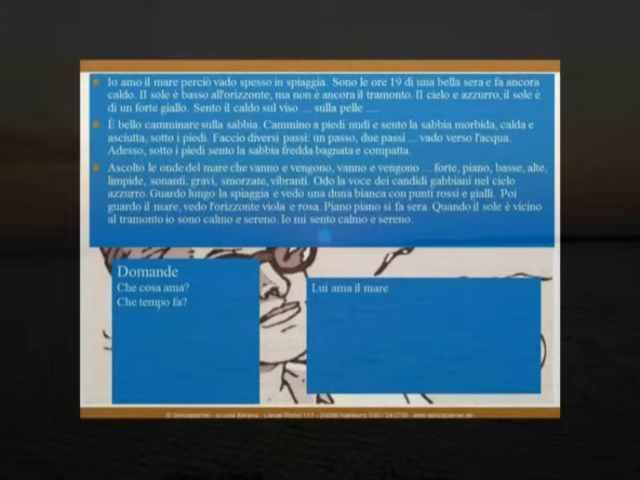 Io amo il mare perciò vado spesso in spiaggia. Sono le ore 19 di una bella sera e fa ancora
caldo. Il sole è basso all'orizzonte, ma non è ancora il tramonto. Il cielo e azzurro, il sole è
di un forte giallo. Sento il caldo sul viso ... sulla pelle ....
È bello camminare sulla sabbia. Cammino a piedi nudi e sento la sabbia morbida, calda e
asciutta, sotto i piedi. Faccio diversi passi: un passo, due passi ... vado verso l'acqua.
Adesso, sotto i piedi sento la sabbia fredda bagnata e compatta.
Ascolto le onde del mare che vanno e vengono, vanno e vengono ... forte, piano, basse, alte,
limpide, sonanti, gravi, smorzate, vibranti. Odo la voce dei candidi gabbiani nel cielo
azzurro. Guardo lungo la spiaggia e vedo una duna bianca con punti rossi e gialli. Poi
guardo il mare, vedo l'orizzonte viola e rosa. Piano piano si fa sera. Quando il sole è vicino
al tramonto io sono calmo e sereno. Io mi sento calmo e sereno.
Domande
Che cosa ama?
Che tempo fa?
Lui ama il mare